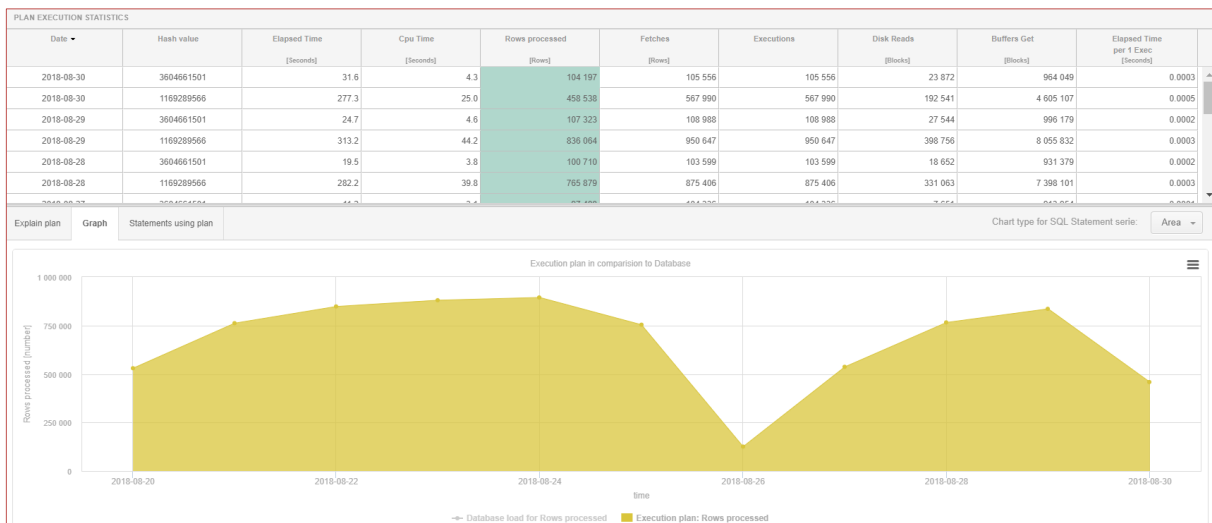 PLAN EXECUTION STATISTICS
Date Hash value Elapsed Time Cpu Time Rows processed Fetches Executions Disk Reads Buffers Get Elapsed Time per 1 Exec
[Seconds] [Seconds] [Rows] [Rows] [Blocks] [Blocks] [Seconds]
2018-08-30 3604661501 31.6 4.3 104 197 105 556 105 556 23 872 964 049 0.0003
2018-08-30 1169289566 277.3 25.0 458 538 567 990 567 990 192 541 4 605 107 0.0005
2018-08-29 3604661501 24.7 4.6 107 323 108 988 108 988 27 544 996 179 0.0002
2018-08-29 1169289566 313.2 44.2 836 064 950 647 950 647 398 756 8 055 832 0.0003
2018-08-28 3604661501 19.5 3.8 100 710 103 599 103 599 18 652 931 379 0.0002
2018-08-28 1169289566 282.2 39.8 765 879 875 406 875 406 331 063 7 398 101 0.0003
Explain plan Graph Statements using plan Chart type for SQL Statement serie: Area
Execution plan in comparision to Database
Rows processed [number]
1 000 000
750 000
500 000
250 000
0
2018-08-20 2018-08-22 2018-08-24 2018-08-26 2018-08-28 2018-08-30
time
Database load for Rows processed Execution plan: Rows processed